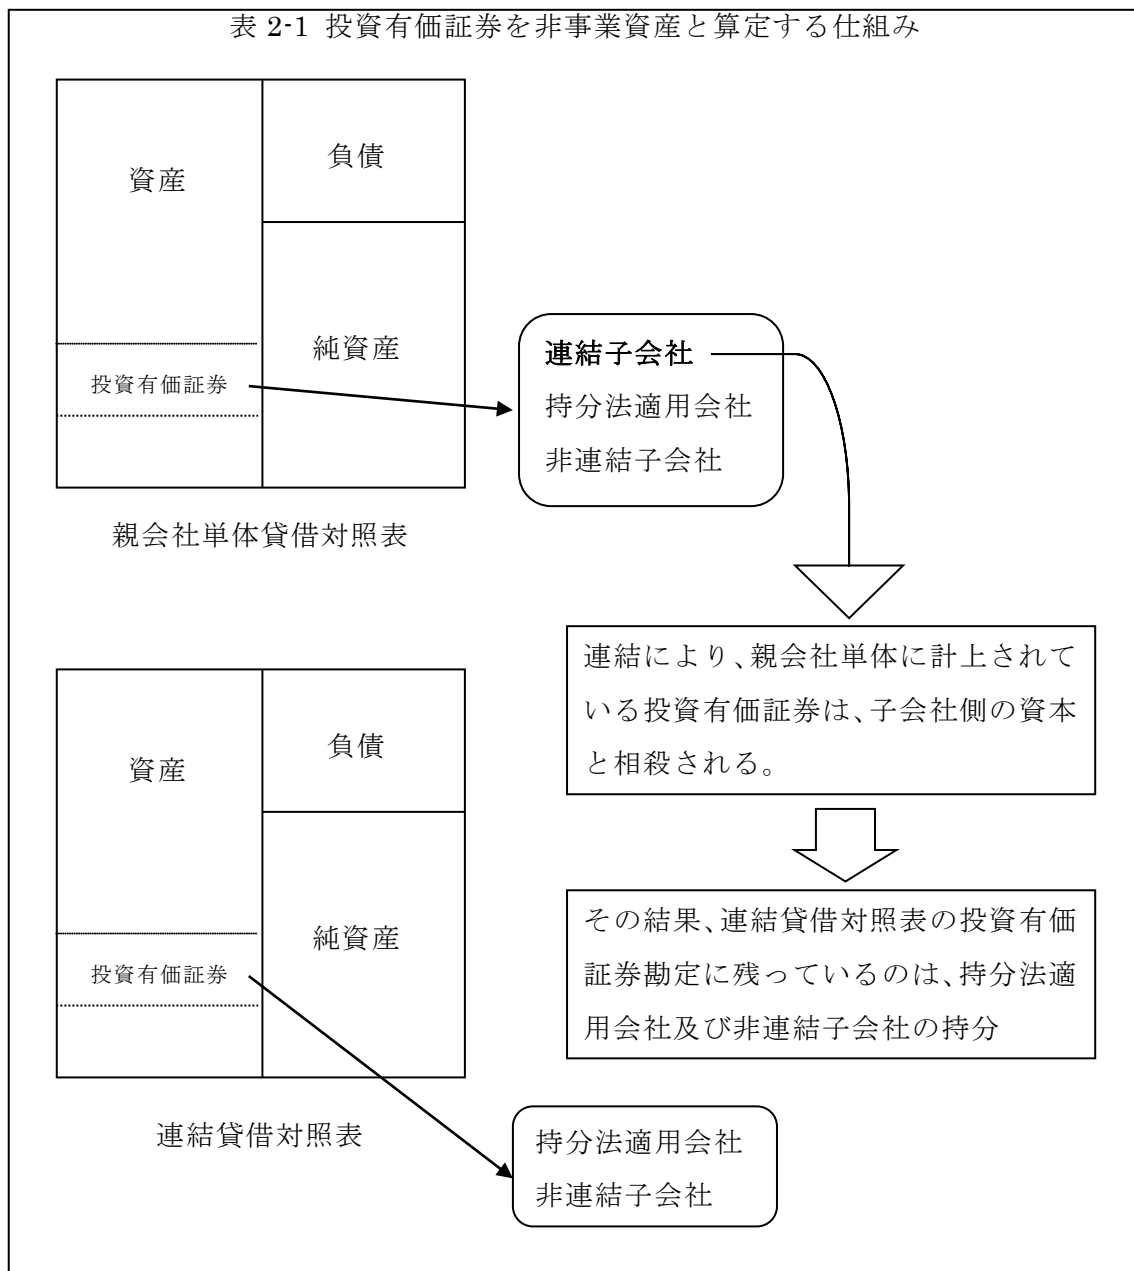 表 2-1 投資有価証券を非事業資産と算定する仕組み
資産
負債
純資産
投資有価証券
親会社単体貸借対照表
連結子会社
持分法適用会社
非連結子会社
連結により、親会社単体に計上されて
いる投資有価証券は、子会社側の資本
と相殺される。
その結果、連結貸借対照表の投資有価
証券勘定に残っているのは、持分法適
用会社及び非連結子会社の持分
資産
負債
純資産
投資有価証券
連結貸借対照表
持分法適用会社
非連結子会社